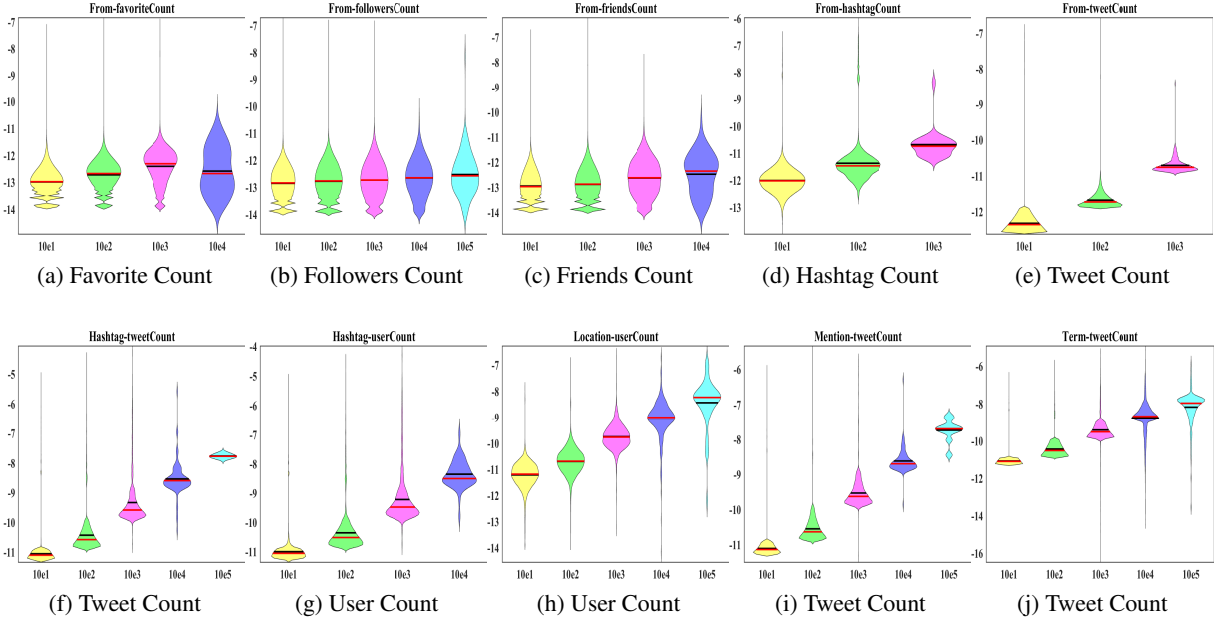 From-favoriteCount
-7
-8
-9
-10
-11
-12
-13
-14
10e1 10e2 10e3 10e4
(a) Favorite Count
From-followersCount
-7
-8
-9
-10
-11
-12
-13
-14
10e1 10e2 10e3 10e4 10e5
(b) Followers Count
From-friendsCount
-7
-8
-9
-10
-11
-12
-13
-14
10e1 10e2 10e3 10e4
(c) Friends Count
From-hashtagCount
-6
-7
-8
-9
-10
-11
-12
-13
10e1 10e2 10e3
(d) Hashtag Count
From-tweetCount
-7
-8
-9
-10
-11
-12
10e1 10e2 10e3
(e) Tweet Count
Hashtag-tweetCount
-5
-6
-7
-8
-9
-10
-11
10e1 10e2 10e3 10e4 10e5
(f) Tweet Count
Hashtag-userCount
-4
-5
-6
-7
-8
-9
-10
-11
10e1 10e2 10e3 10e4
(g) User Count
Location-userCount
-7
-8
-9
-10
-11
-12
-13
-14
10e1 10e2 10e3 10e4 10e5
(h) User Count
Mention-tweetCount
-6
-7
-8
-9
-10
-11
10e1 10e2 10e3 10e4 10e5
(i) Tweet Count
Term-tweetCount
-6
-8
-10
-12
-14
-16
10e1 10e2 10e3 10e4 10e5
(j) Tweet Count